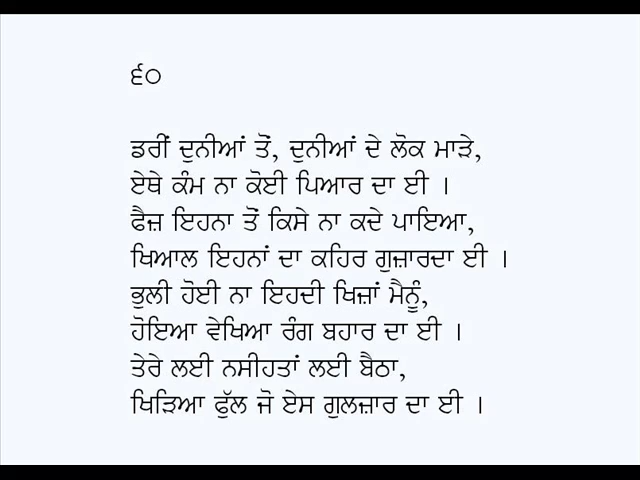 ੬੦
ਡਰੀਂ ਦੁਨੀਆਂ ਤੋਂ, ਦੁਨੀਆਂ ਦੇ ਲੋਕ ਮਾੜੇ,
ਏਥੇ ਕੰਮ ਨਾ ਕੋਈ ਪਿਆਰ ਦਾ ਈ ।
ਫੈਜ਼ ਇਹਨਾ ਤੋਂ ਕਿਸੇ ਨਾ ਕਦੇ ਪਾਇਆ,
ਖਿਆਲ ਇਹਨਾਂ ਦਾ ਕਹਿਰ ਗੁਜ਼ਾਰਦਾ ਈ ।
ਭੁਲੀ ਹੋਈ ਨਾ ਇਹਦੀ ਖਿਜ਼ਾਂ ਮੈਨੂੰ,
ਹੋਇਆ ਵੇਖਿਆ ਰੰਗ ਬਹਾਰ ਦਾ ਈ ।
ਤੇਰੇ ਲਈ ਨਸੀਹਤਾਂ ਲਈ ਬੈਠਾ,
ਖਿੜਿਆ ਫੁੱਲ ਜੋ ਏਸ ਗੁਲਜ਼ਾਰ ਦਾ ਈ ।